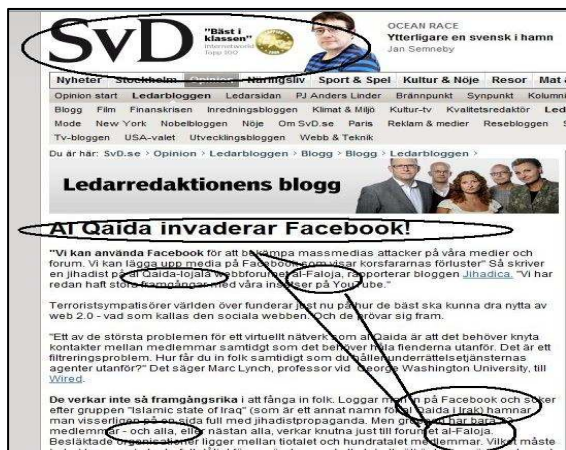 SvD
"Bäst i
klassen"
Internetworld
Topp 100
OCEAN RACE
Ytterligare en svensk i hamn
Jan Semneby
Nyheter Stockholm Opinion Näringsliv Sport & Spel Kultur & Nöje Resor Mat &
Opinion start Ledarbloggen Ledarsidan PJ Anders Linder Brännpunkt Synpunkt Kolumni
Blogg Film Finanskrisen Inredningsbloggen Klimat & Miljö Kultur-tv Kvalitetsredaktör Led
Mode New York Nobelbloggen Nöje Om SvD.se Paris Reklam & medier Resebloggen S
Tv-bloggen USA-valet Utvecklingsbloggen Webb & Teknik
Du är här: SvD.se > Opinion > Ledarbloggen > Blogg > Blogg > Ledarbloggen >
Ledarredaktionens blogg
Al Qaida invaderar Facebook!
"Vi kan använda Facebook för att bekämpa massmedias attacker på våra medier och
forum. Vi kan lägga upp media på Facebook som visar korsfararnas förluster" Så skriver
en jihadist på al Qaida-lojala webbforumet al-Faloja, rapporterar bloggen Jihadica. "Vi har
redan haft stora framgångar med våra insatser på YouTube."
Terroristsympatisörer världen över funderar just nu på hur de bäst ska kunna dra nytta av
web 2.0 - vad som kallas den sociala webben. Och de prövar sig fram.
"Ett av de största problemen för ett virtuellt nätverk som al Qaida är att det behöver knyta
kontakter mellan medlemmar samtidigt som det behöver håla fienderna utanför. Det är ett
filtreringsproblem. Hur får du in folk samtidigt som du håller underrättelsetjänsternas
agenter utanför?" Det säger Marc Lynch, professor vid George Washington University, till
Wired.
De verkar inte så framgångsrika i att fånga in folk. Loggar man in på Facebook och söker
efter gruppen "Islamic state of Iraq" (som är ett annat namn för al Qaida i Irak) hamnar
man visserligen på en sida full med jihadistpropaganda. Men gruppen har bara
medlemmar - och alla, eller nästan alla, verkar knutna just till forumet al-Faloja.
Besläktade organisationer ligger mellan tiotalet och hundratalet medlemmar. Vilket måste